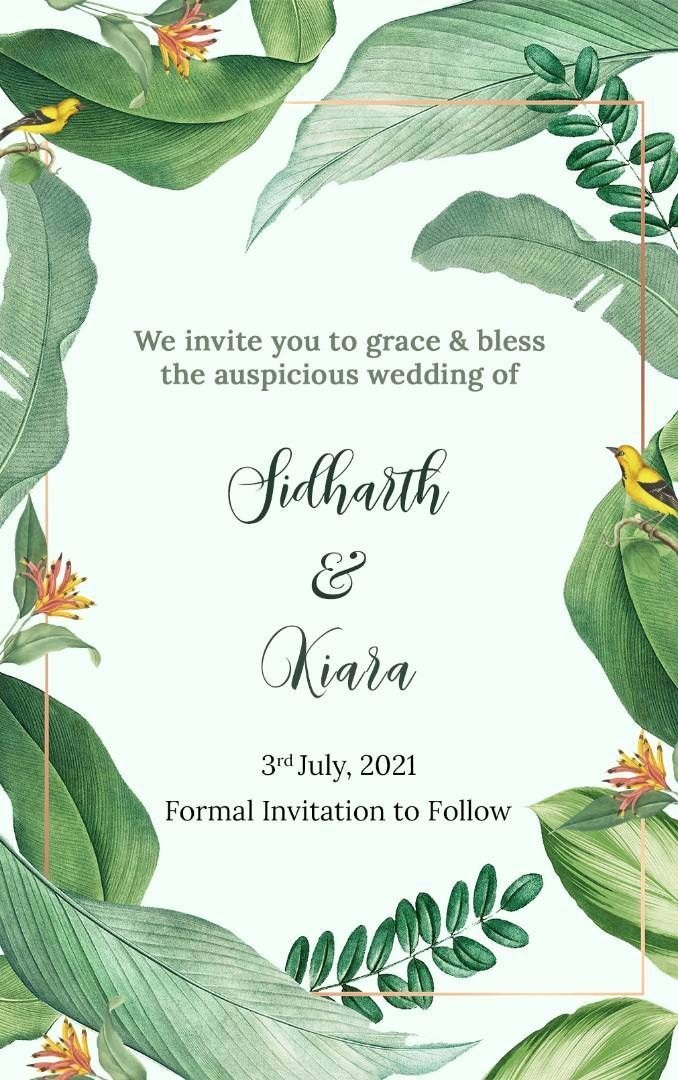 We invite you to grace & bless
the auspicious wedding of
Sidharth
&
Kiara
3rd July, 2021
Formal Invitation to Follow